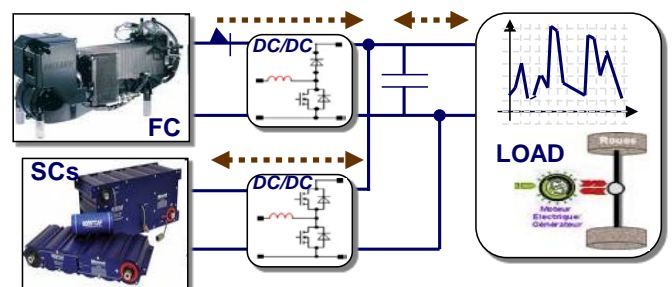 DC/DC
FC
LOAD
Roues
SCs
DC/DC
Moteur
Electrique/
Générateur